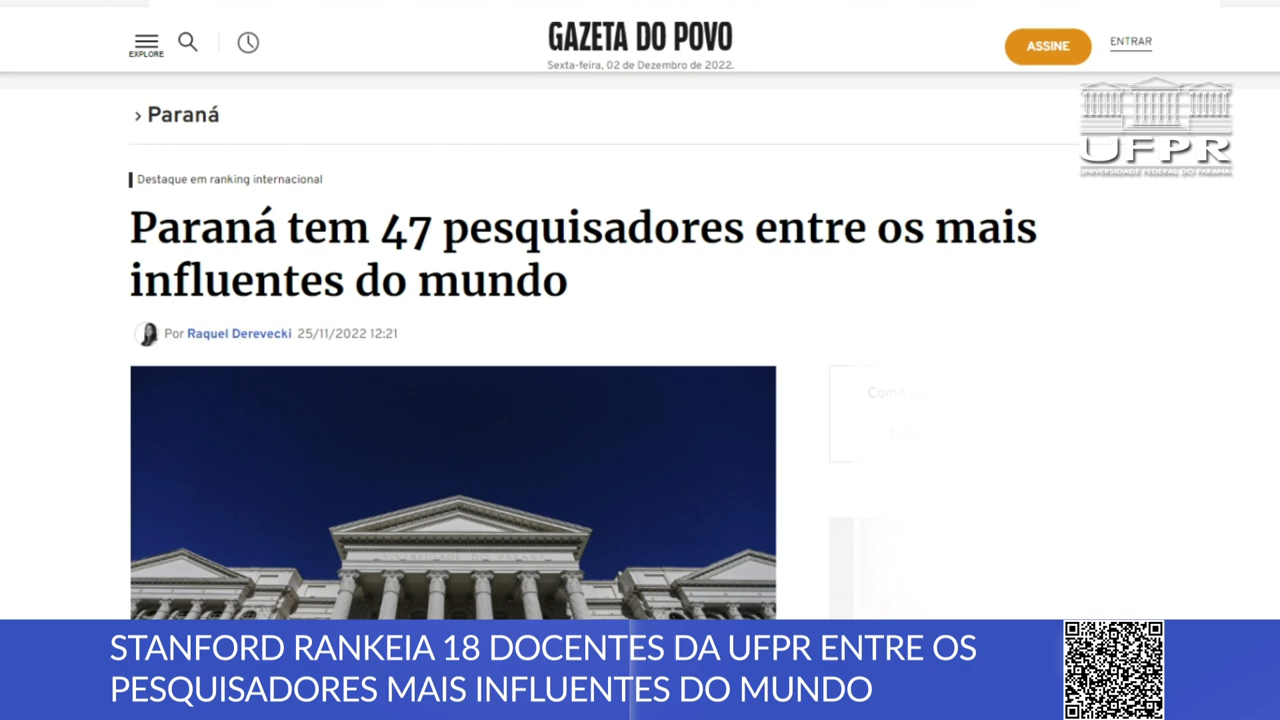 GAZETA DO POVO
EXPLORE
Sexta-feira, 02 de Dezembro de 2022.
ASSINE
ENTRAR
› Paraná
UFPR
UNIVERSIDADE FEDERAL DO PARANÁ
Destaque em ranking internacional
Paraná tem 47 pesquisadores entre os mais
influentes do mundo
Por Raquel Derevecki 25/11/2022 12:21
STANFORD RANKEIA 18 DOCENTES DA UFPR ENTRE OS
PESQUISADORES MAIS INFLUENTES DO MUNDO